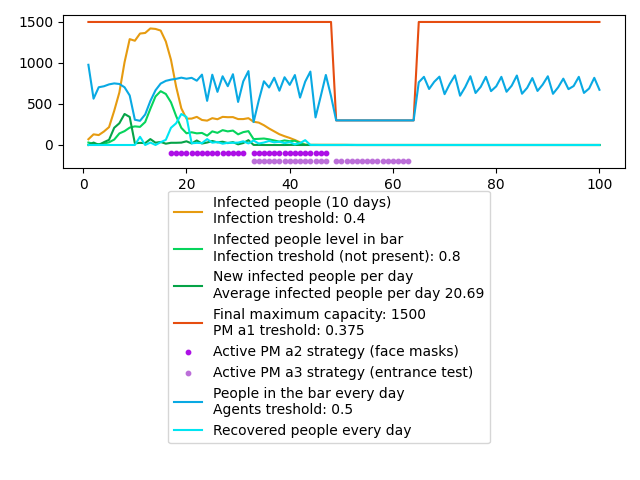 1500
1000
500
0
0 20 40 60 80 100
Infected people (10 days)
Infection treshold: 0.4
Infected people level in bar
Infection treshold (not present): 0.8
New infected people per day
Average infected people per day 20.69
Final maximum capacity: 1500
PM a1 treshold: 0.375
Active PM a2 strategy (face masks)
Active PM a3 strategy (entrance test)
People in the bar every day
Agents treshold: 0.5
Recovered people every day